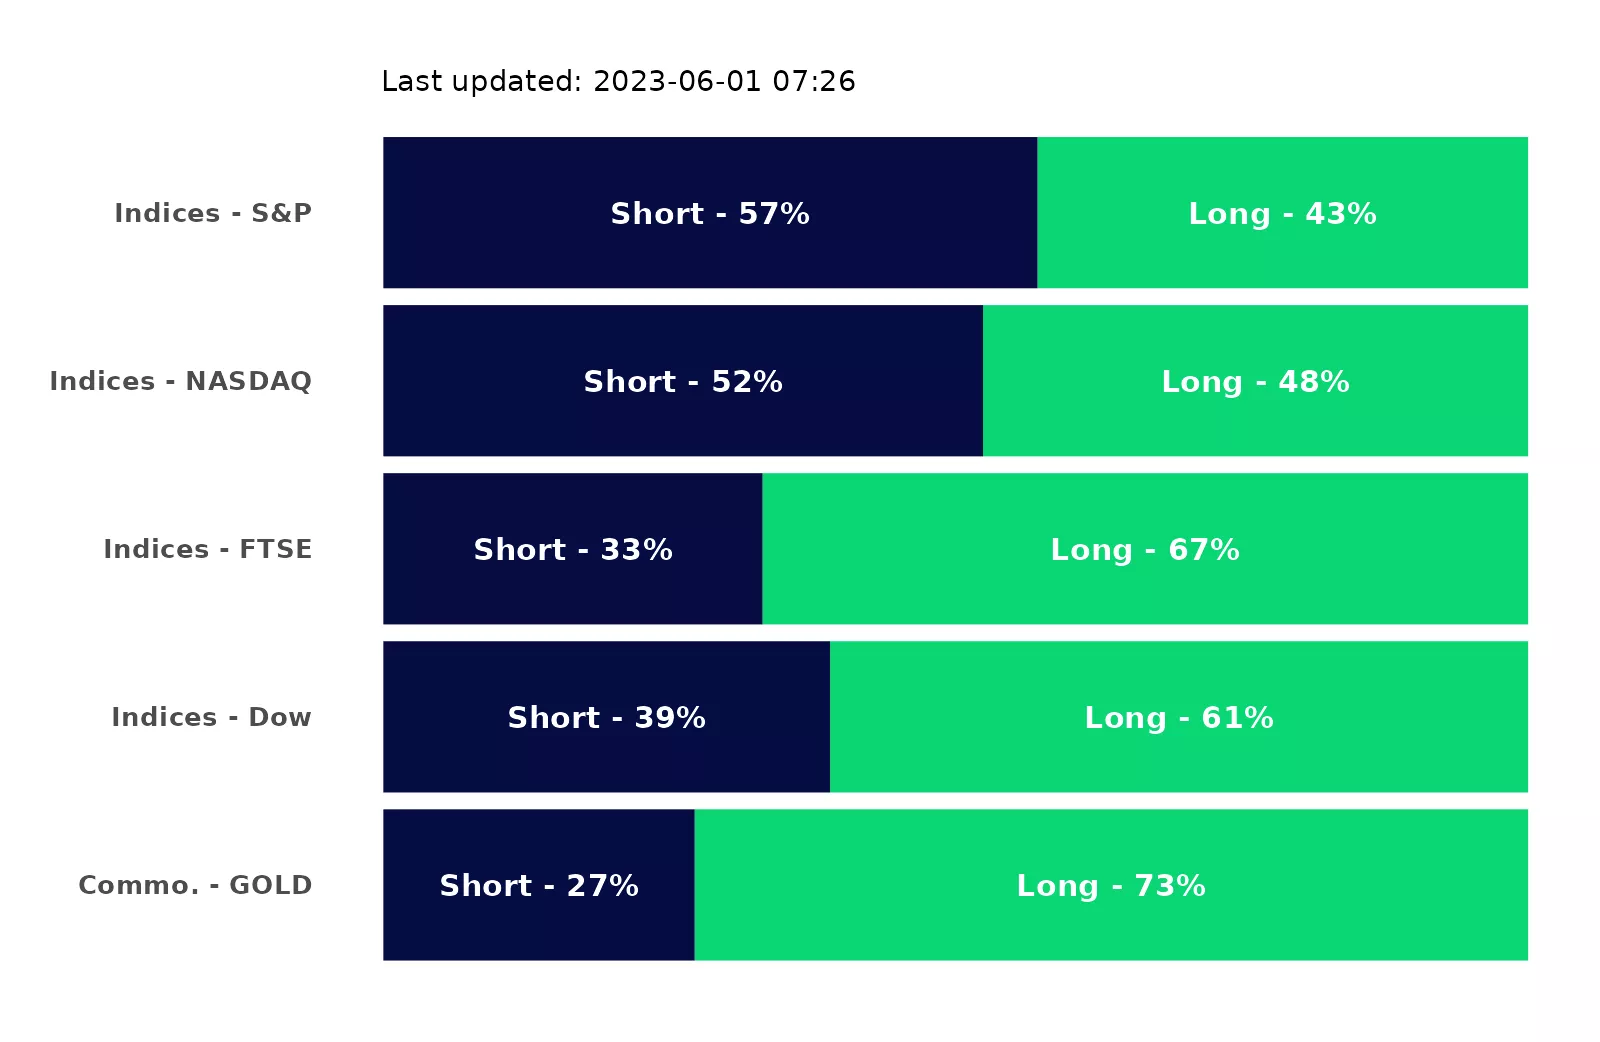 Last updated: 2023-06-01 07:26
Indices - S&P Short - 57% Long - 43%
Indices - NASDAQ Short - 52% Long - 48%
Indices - FTSE Short - 33% Long - 67%
Indices - Dow Short - 39% Long - 61%
Commo. - GOLD Short - 27% Long - 73%